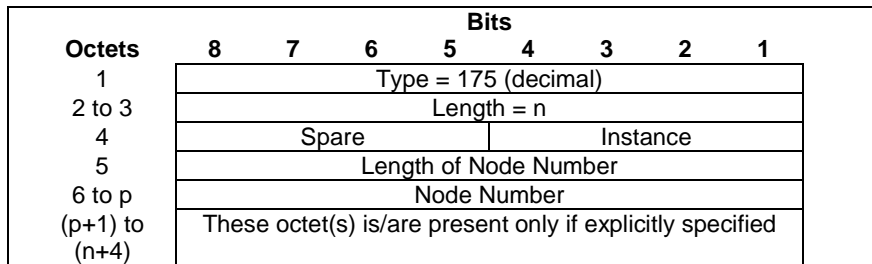 Bits
Octets 8 7 6 5 4 3 2 1
1 Type = 175 (decimal)
2 to 3 Length = n
4 Spare Instance
5 Length of Node Number
6 to p Node Number
(p+1) to These octet(s) is/are present only if explicitly specified
(n+4)